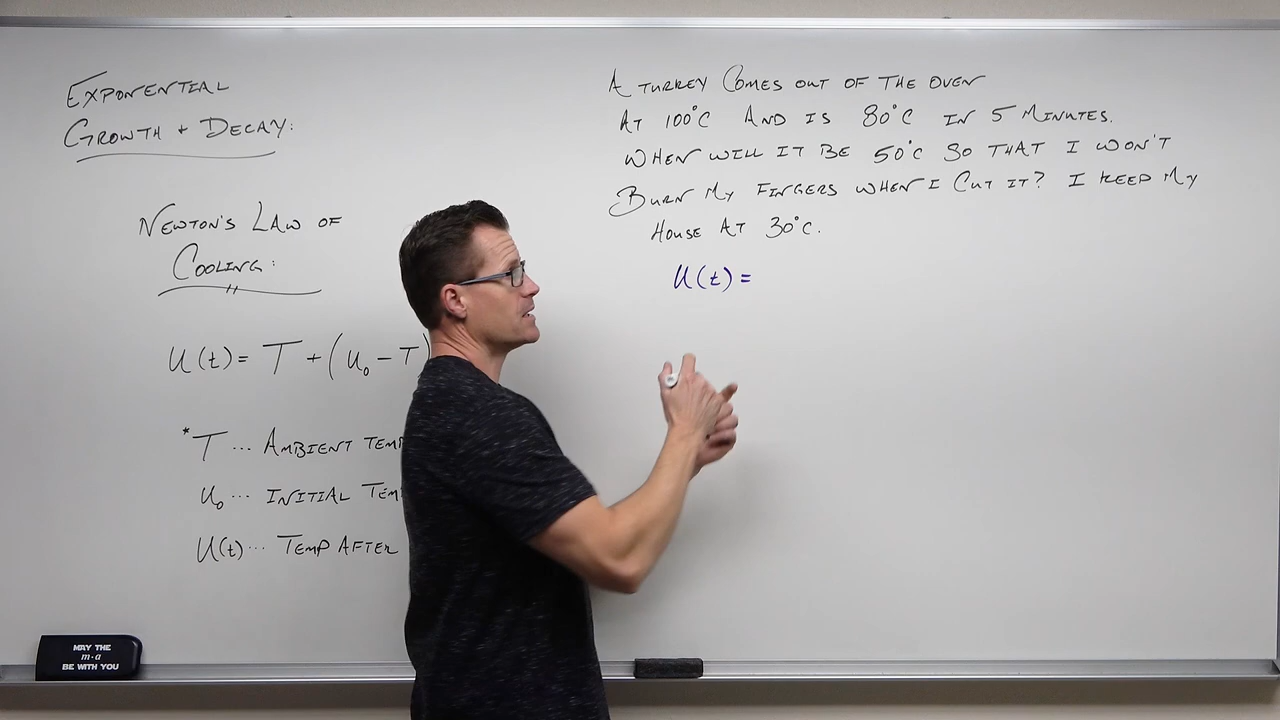 EXPONENTIAL
GROWTH + DECAY:
NEWTON'S LAW OF
COOLING:
U(t) = T + (U₀ - T)
* T ... AMBIENT TEMP
U₀ ... INITIAL TEM
U(t) ... TEMP AFTER
A TURKEY COMES OUT OF THE OVEN
AT 100°C AND IS 80°C IN 5 MINUTES.
WHEN WILL IT BE 50°C SO THAT I WON'T
BURN MY FINGERS WHEN I CUT IT? I KEEP MY
HOUSE AT 30°C.
U(t) =
MAY THE
m·a
BE WITH YOU